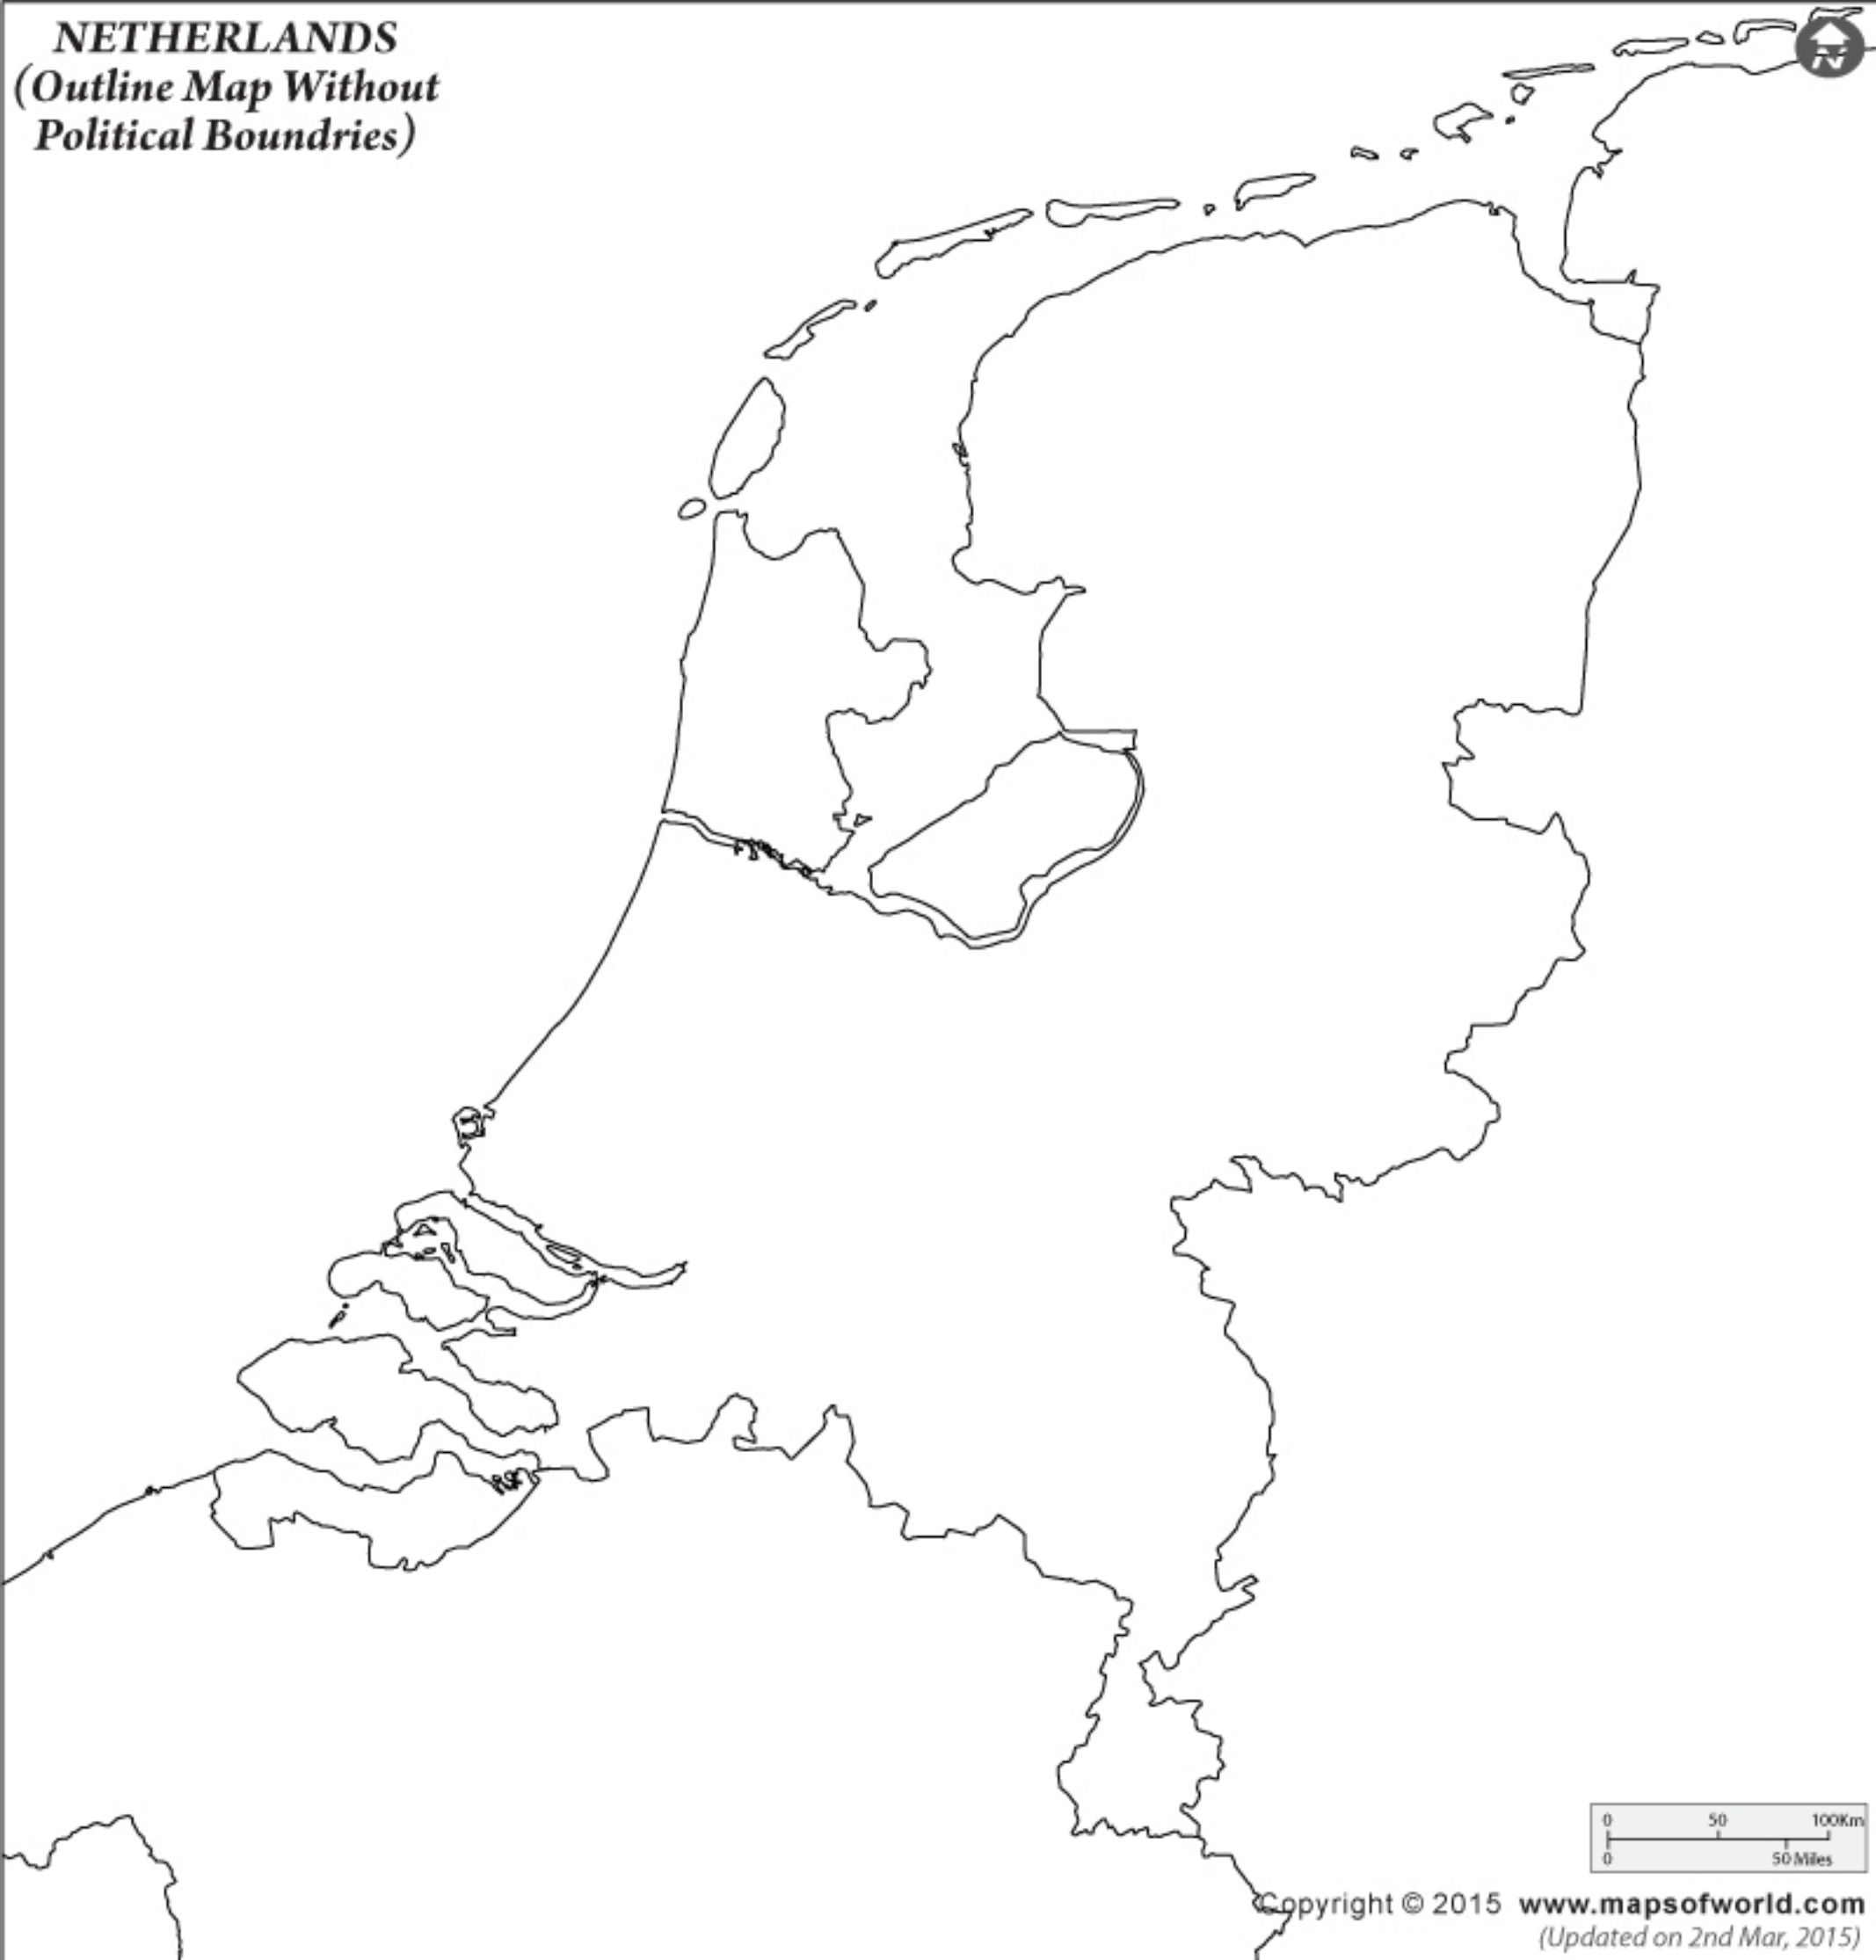 NETHERLANDS
(Outline Map Without
Political Boundries)
N
0 50 100Km
0 50 Miles
Copyright © 2015 www.mapsofworld.com
(Updated on 2nd Mar, 2015)